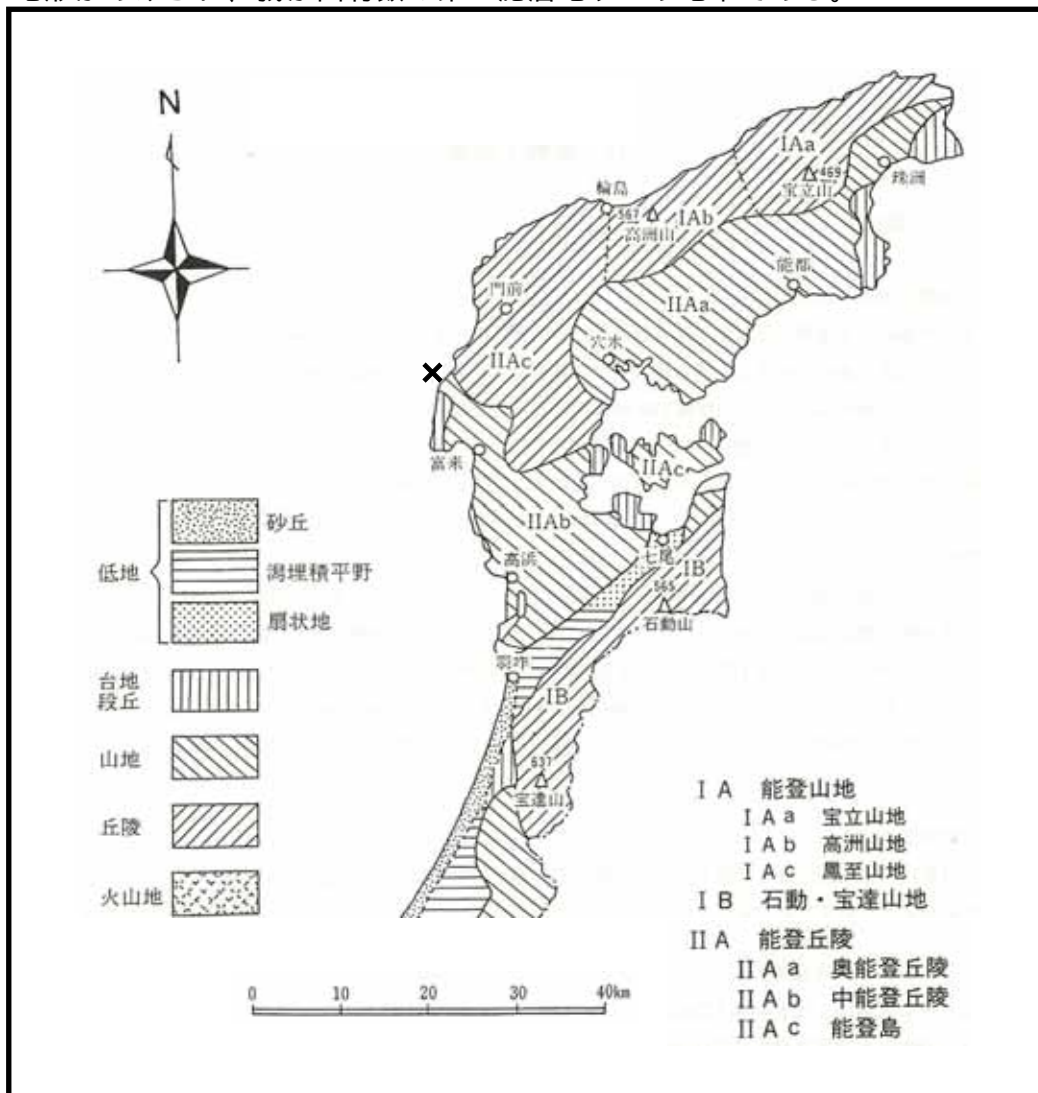 N
IAa
469
宝立山
珠洲
輪島
567
高洲山
IAb
能都
門前
IIAa
穴水
IIAc
×
富来
IIAc
IIAb
七尾
IB
高浜
565
石動山
羽咋
IB
637
宝達山
低地
砂丘
潟埋積平野
扇状地
台地
段丘
山地
丘陵
火山地
I A 能登山地
I A a 宝立山地
I A b 高洲山地
I A c 鳳至山地
I B 石動・宝達山地
II A 能登丘陵
II A a 奥能登丘陵
II A b 中能登丘陵
II A c 能登島
0 10 20 30 40km